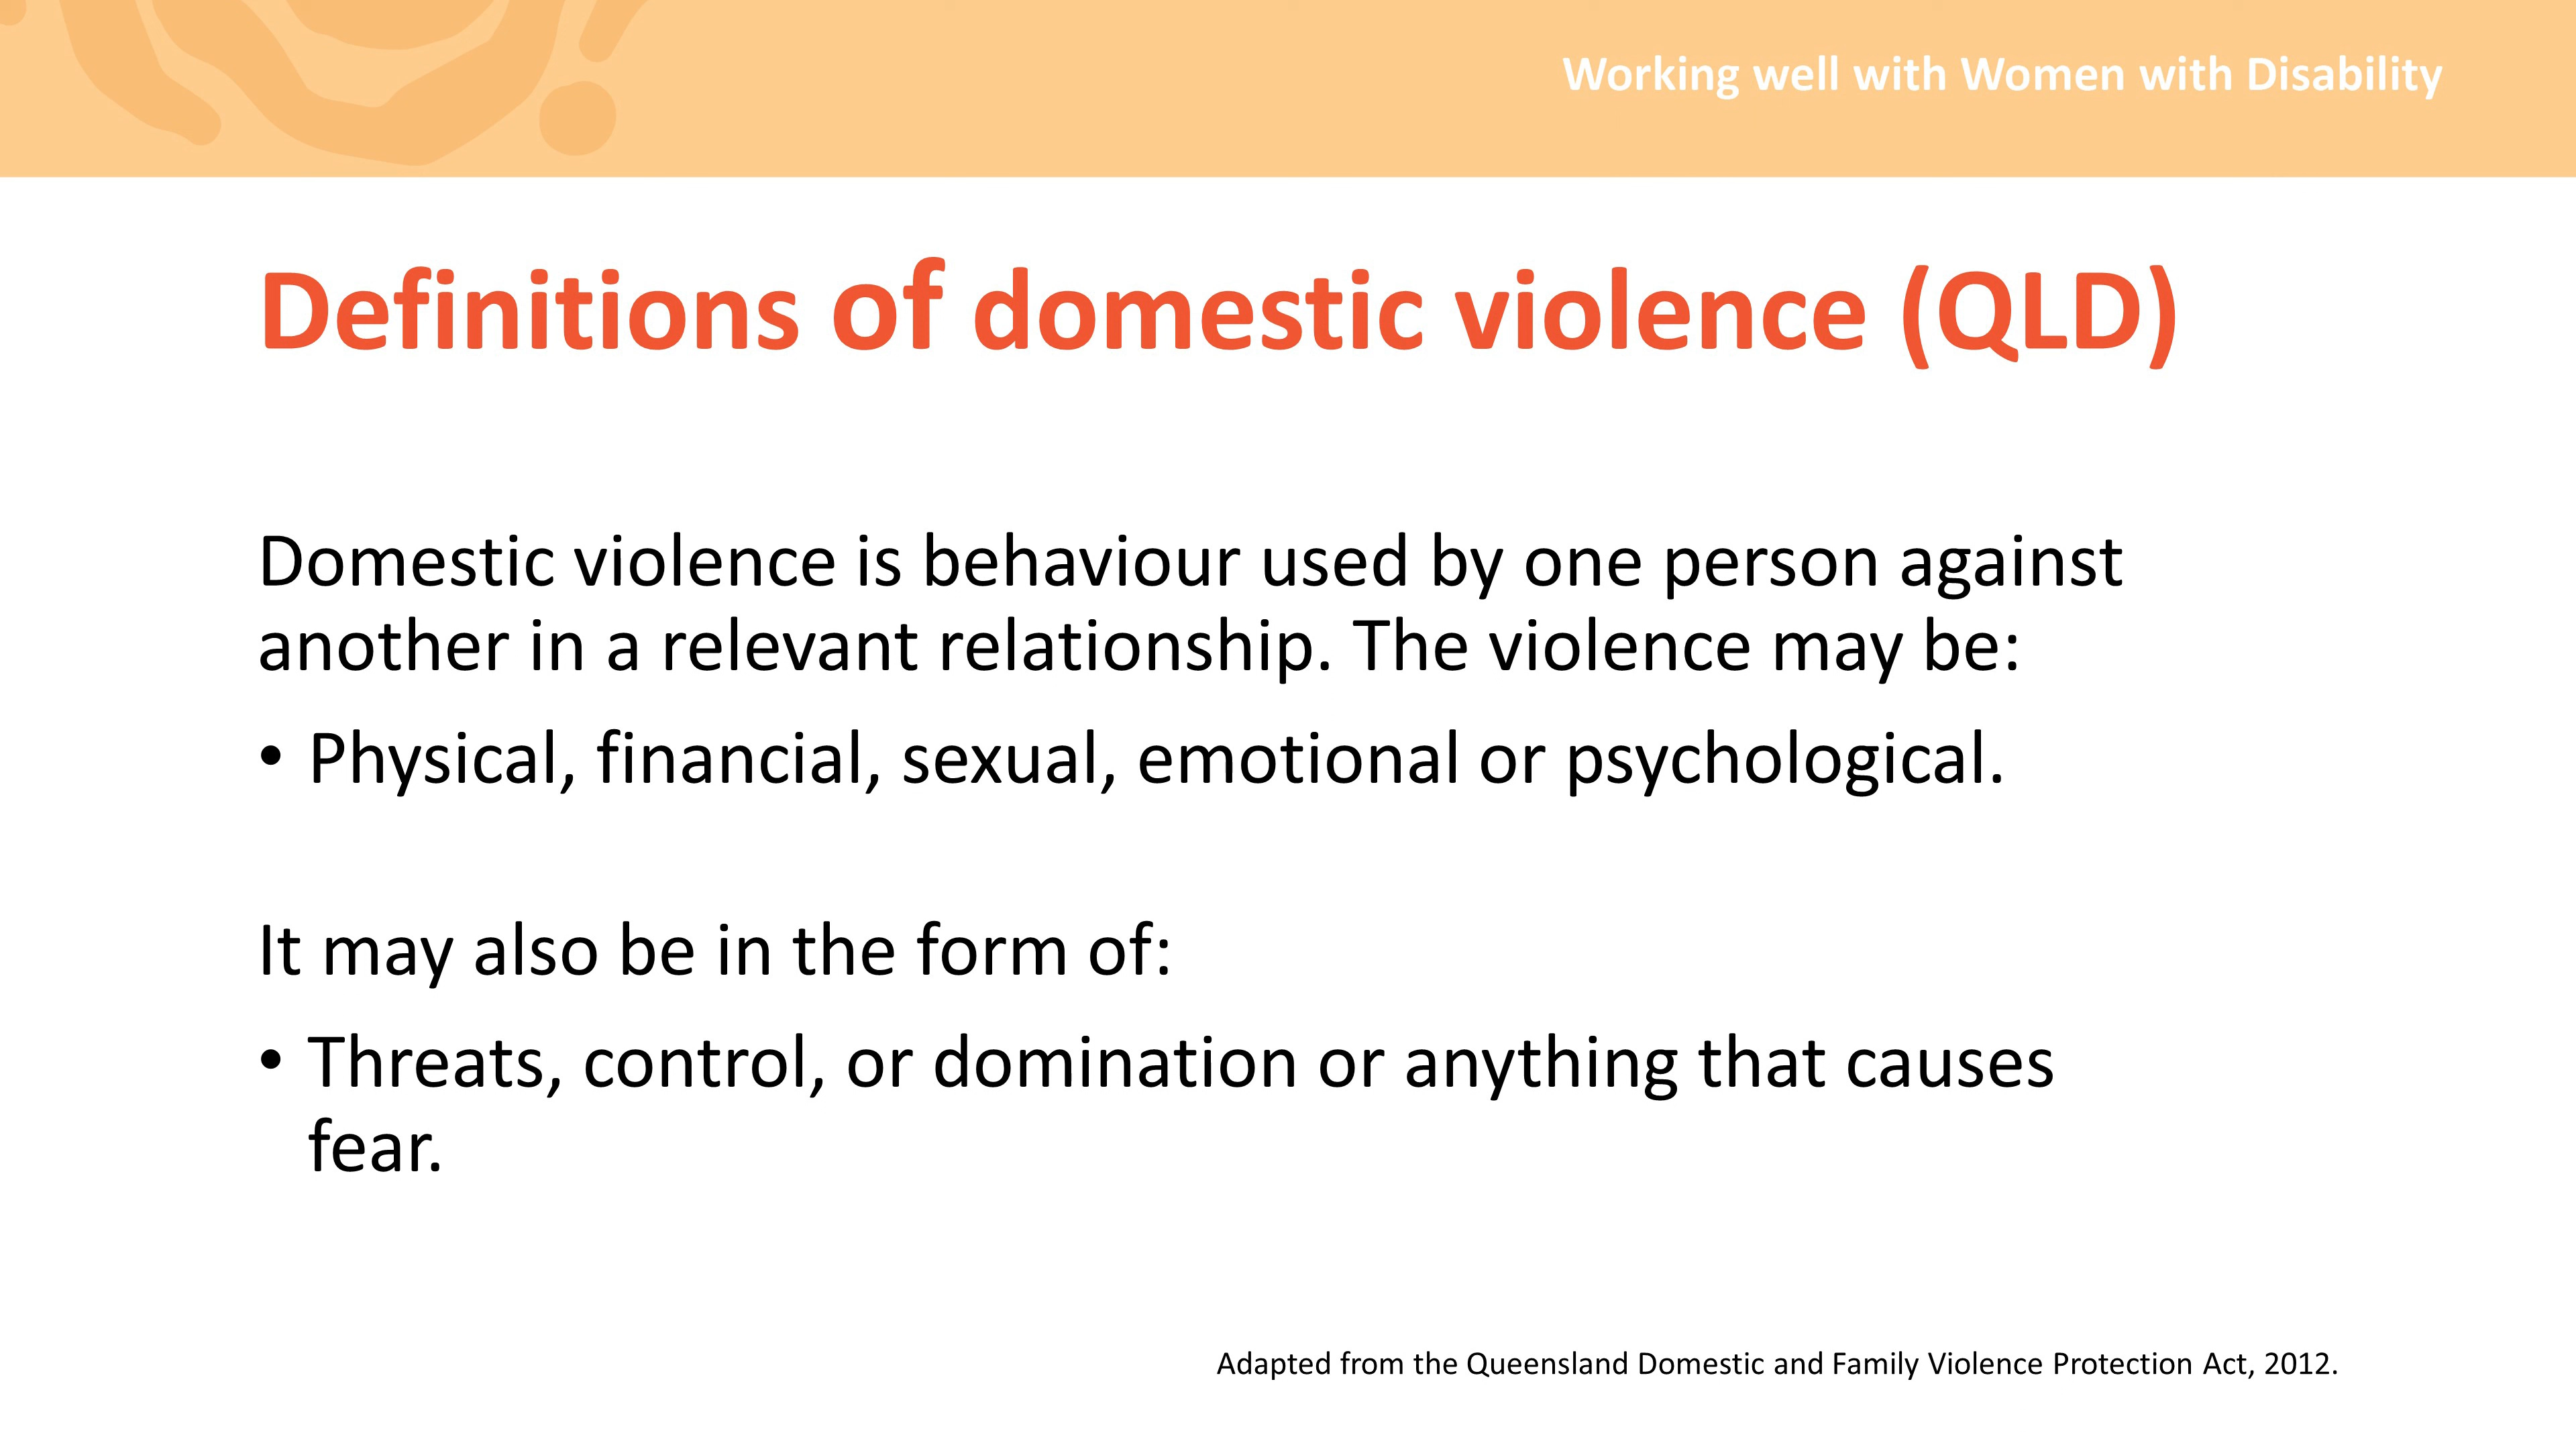 Working well with Women with Disability
Definitions of domestic violence (QLD)
Domestic violence is behaviour used by one person against
another in a relevant relationship. The violence may be:
• Physical, financial, sexual, emotional or psychological.
It may also be in the form of:
• Threats, control, or domination or anything that causes
fear.
Adapted from the Queensland Domestic and Family Violence Protection Act, 2012.